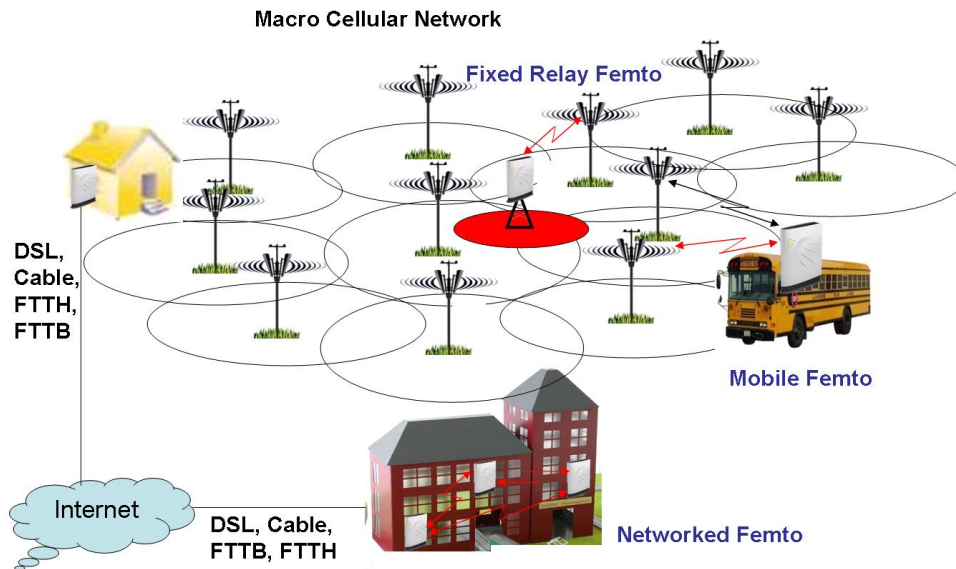 Macro Cellular Network
Fixed Relay Femto
DSL,
Cable,
FTTH,
FTTB
Mobile Femto
Internet
DSL, Cable,
FTTB, FTTH
Networked Femto